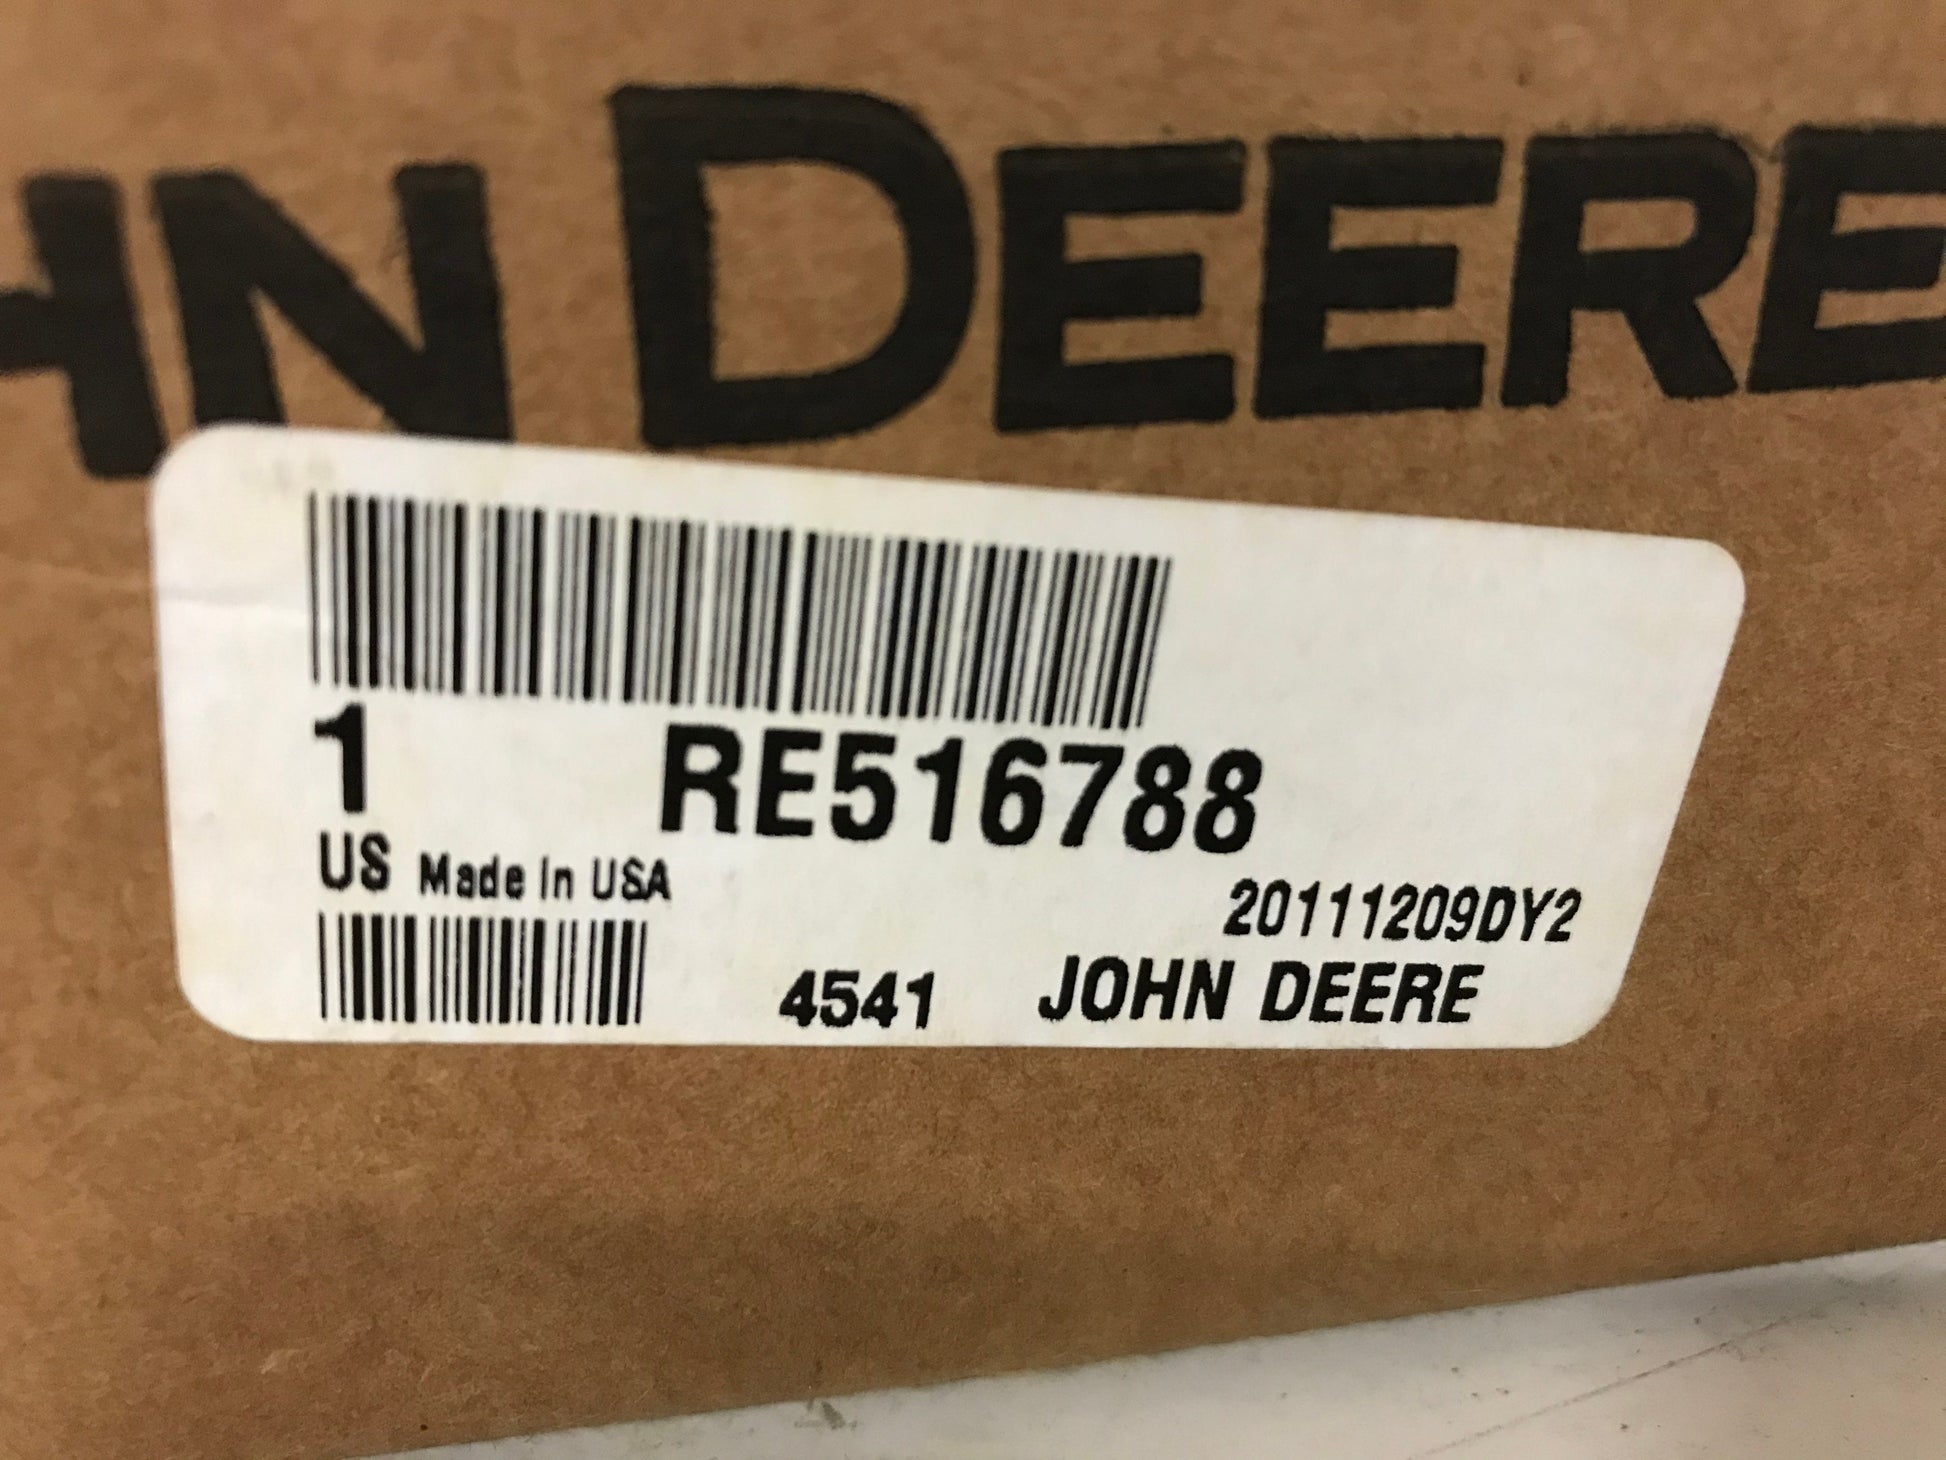 HN DEERE
1 RE516788
US Made In USA
20111209DY2
4541 JOHN DEERE